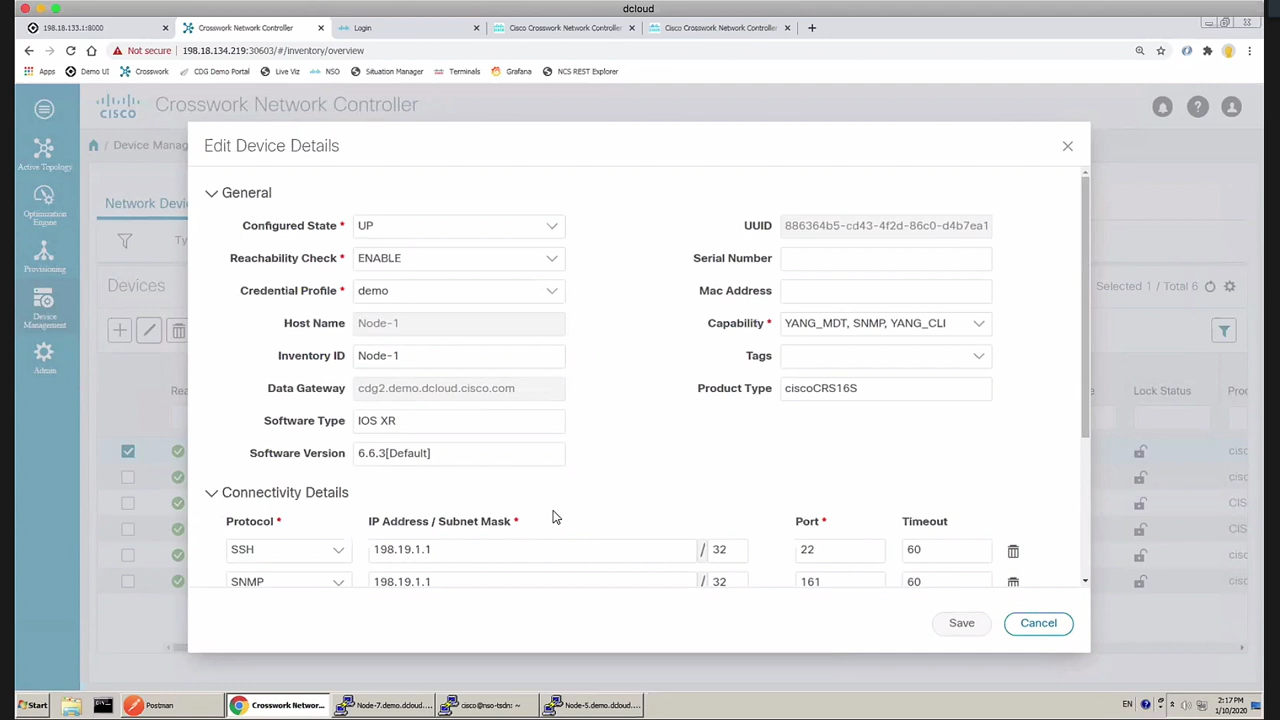 dcloud
198.18.133.1:8000
Crosswork Network Controller
Login
Cisco Crosswork Network Controller
Cisco Crosswork Network Controller
Not secure
198.18.134.219:30603/#/inventory/overview
Apps
Demo UI
Crosswork
CDG Demo Portal
Live Viz
NSO
Situation Manager
Terminals
Grafana
NCS REST Explorer
CISCO
Crosswork Network Controller
Active Topology
Optimization
Engine
Provisioning
Device
Management
Admin
/ Device Manag
Network Devi
Devices
Selected 1 / Total 6
Lock Status
Edit Device Details
General
Configured State * UP
Reachability Check * ENABLE
Credential Profile * demo
Host Name Node-1
Inventory ID Node-1
Data Gateway cdg2.demo.dcloud.cisco.com
Software Type IOS XR
Software Version 6.6.3[Default]
UUID 886364b5-cd43-4f2d-86c0-d4b7ea1
Serial Number
Mac Address
Capability * YANG_MDT, SNMP, YANG_CLI
Tags
Product Type ciscoCRS16S
Connectivity Details
Protocol * IP Address / Subnet Mask * Port * Timeout
SSH 198.19.1.1 / 32 22 60
SNMP 198.19.1.1 / 32 161 60
Save Cancel
Start
Postman
Crosswork Networ...
Node-7.demo.dcloud....
cisco@nso-tsdn: ~
Node-5.demo.dcloud....
EN
2:17 PM
1/10/2020